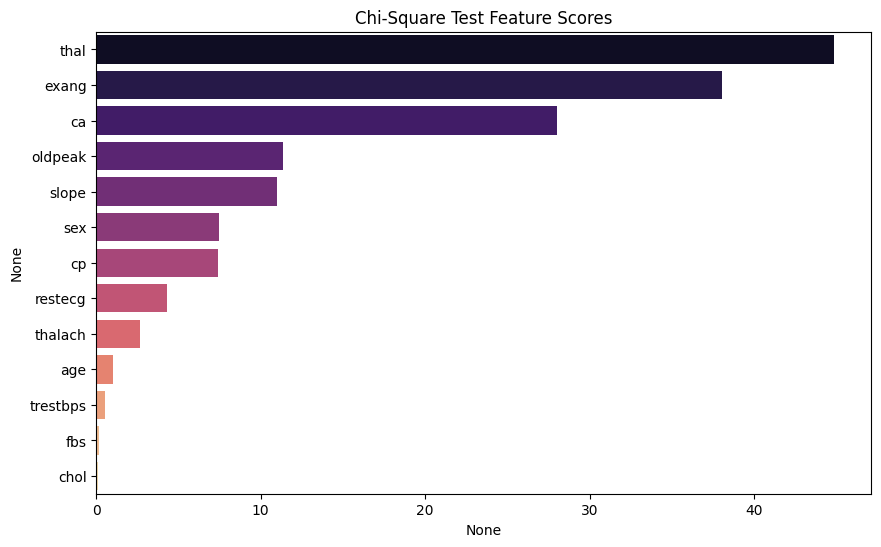 Chi-Square Test Feature Scores
thal
exang
ca
oldpeak
slope
sex
cp
restecg
thalach
age
trestbps
fbs
chol
None
0 10 20 30 40
None